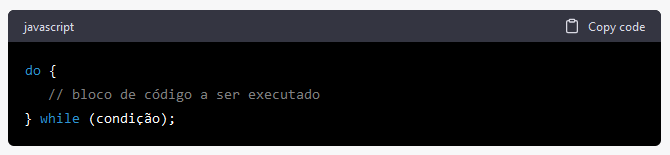 javascript
Copy code
do {
// bloco de código a ser executado
} while (condição);